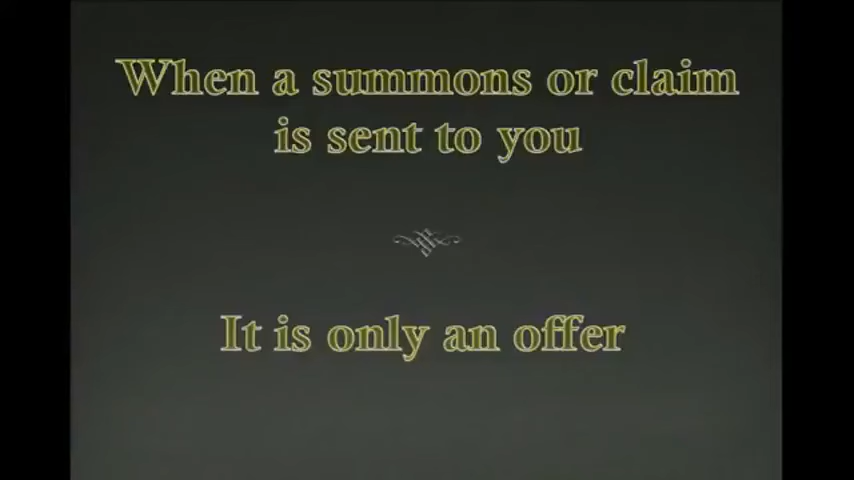 When a summons or claim
is sent to you
It is only an offer